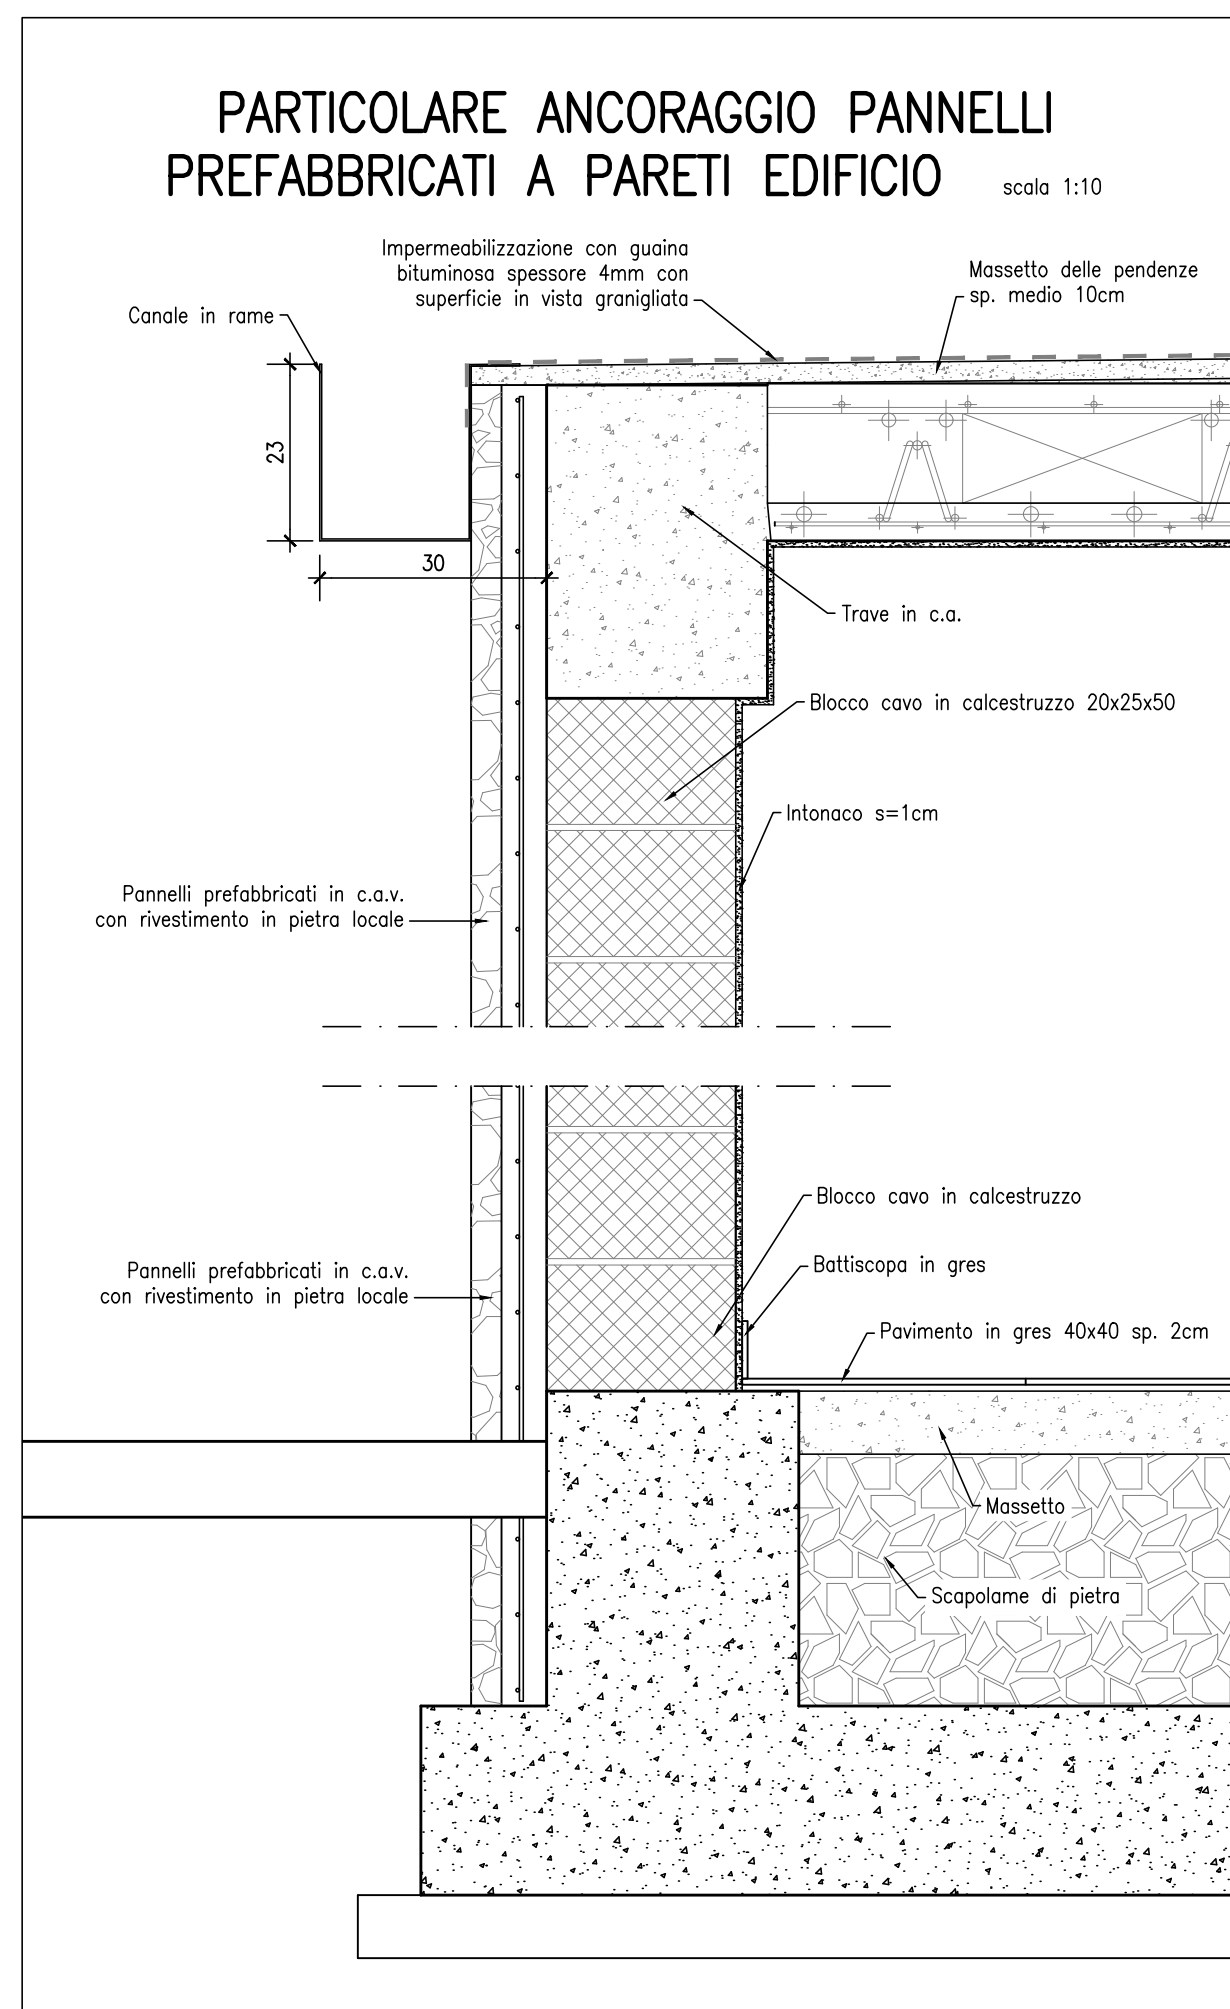 PARTICOLARE ANCORAGGIO PANNELLI
PREFABBRICATI A PARETI EDIFICIO
scala 1:10
Impermeabilizzazione con guaina
bituminosa spessore 4mm con
superficie in vista granigliata
Massetto delle pendenze
sp. medio 10cm
Canale in rame
23
30
Trave in c.a.
Blocco cavo in calcestruzzo 20x25x50
Intonaco s=1cm
Pannelli prefabbricati in c.a.v.
con rivestimento in pietra locale
Blocco cavo in calcestruzzo
Battiscopa in gres
Pannelli prefabbricati in c.a.v.
con rivestimento in pietra locale
Pavimento in gres 40x40 sp. 2cm
Massetto
Scapolame di pietra